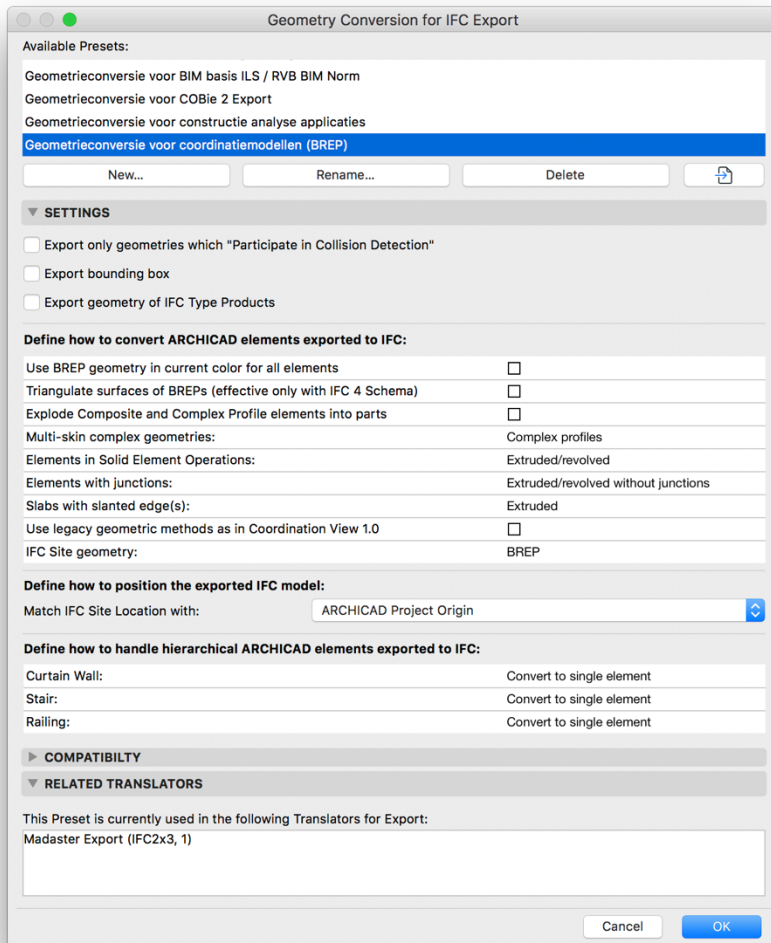 Geometry Conversion for IFC Export
Available Presets:
Geometrieconversie voor BIM basis ILS / RVB BIM Norm
Geometrieconversie voor COBie 2 Export
Geometrieconversie voor constructie analyse applicaties
Geometrieconversie voor coordinatiemodellen (BREP)
New... Rename... Delete
SETTINGS
Export only geometries which "Participate in Collision Detection"
Export bounding box
Export geometry of IFC Type Products
Define how to convert ARCHICAD elements exported to IFC:
Use BREP geometry in current color for all elements
Triangulate surfaces of BREPs (effective only with IFC 4 Schema)
Explode Composite and Complex Profile elements into parts
Multi-skin complex geometries: Complex profiles
Elements in Solid Element Operations: Extruded/revolved
Elements with junctions: Extruded/revolved without junctions
Slabs with slanted edge(s): Extruded
Use legacy geometric methods as in Coordination View 1.0
IFC Site geometry: BREP
Define how to position the exported IFC model:
Match IFC Site Location with: ARCHICAD Project Origin
Define how to handle hierarchical ARCHICAD elements exported to IFC:
Curtain Wall: Convert to single element
Stair: Convert to single element
Railing: Convert to single element
COMPATIBILTY
RELATED TRANSLATORS
This Preset is currently used in the following Translators for Export:
Madaster Export (IFC2x3, 1)
Cancel OK